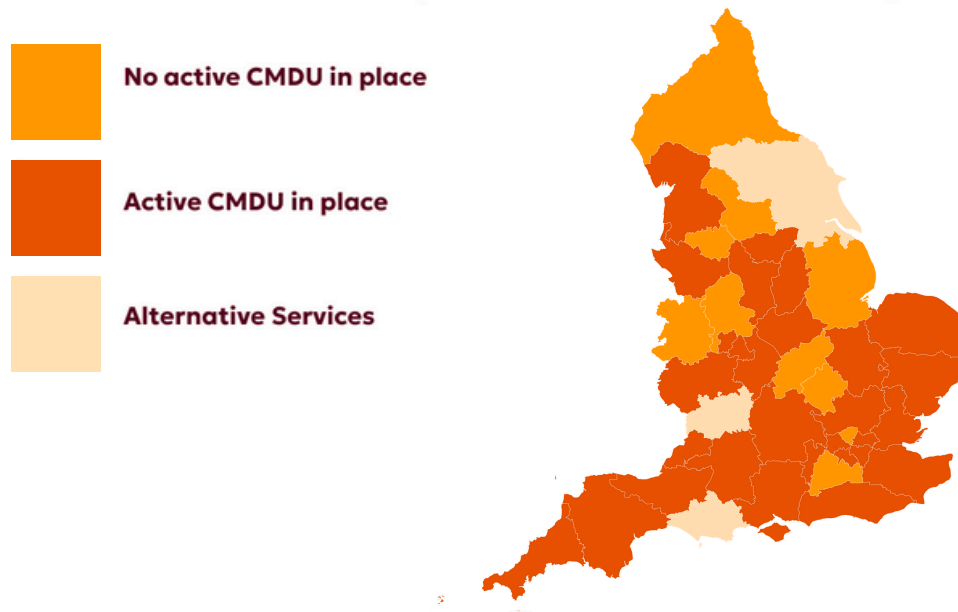 No active CMDU in place
Active CMDU in place
Alternative Services